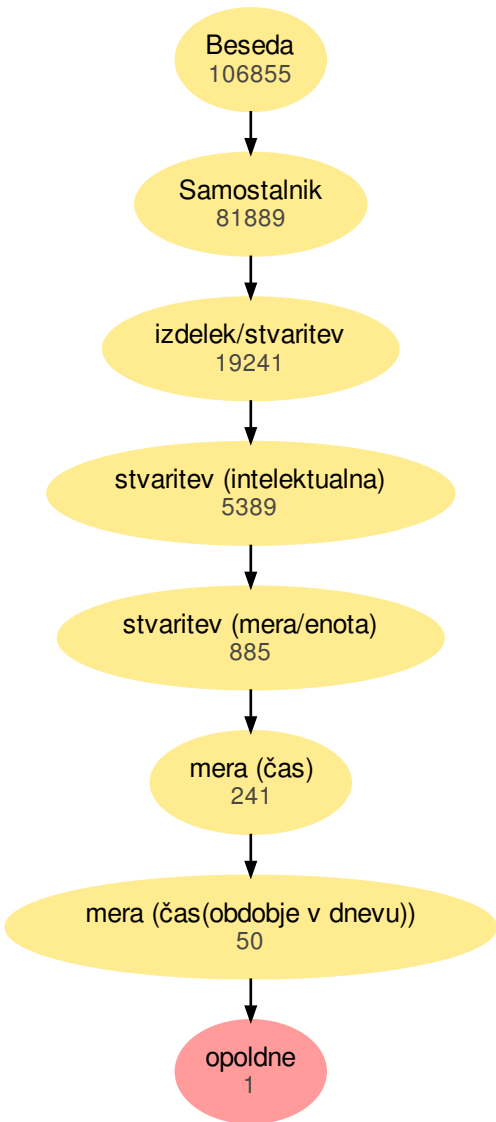 Beseda
106855
Samostalnik
81889
izdelek/stvaritev
19241
stvaritev (intelektualna)
5389
stvaritev (mera/enota)
885
mera (čas)
241
mera (čas(obdobje v dnevu))
50
opoldne
1